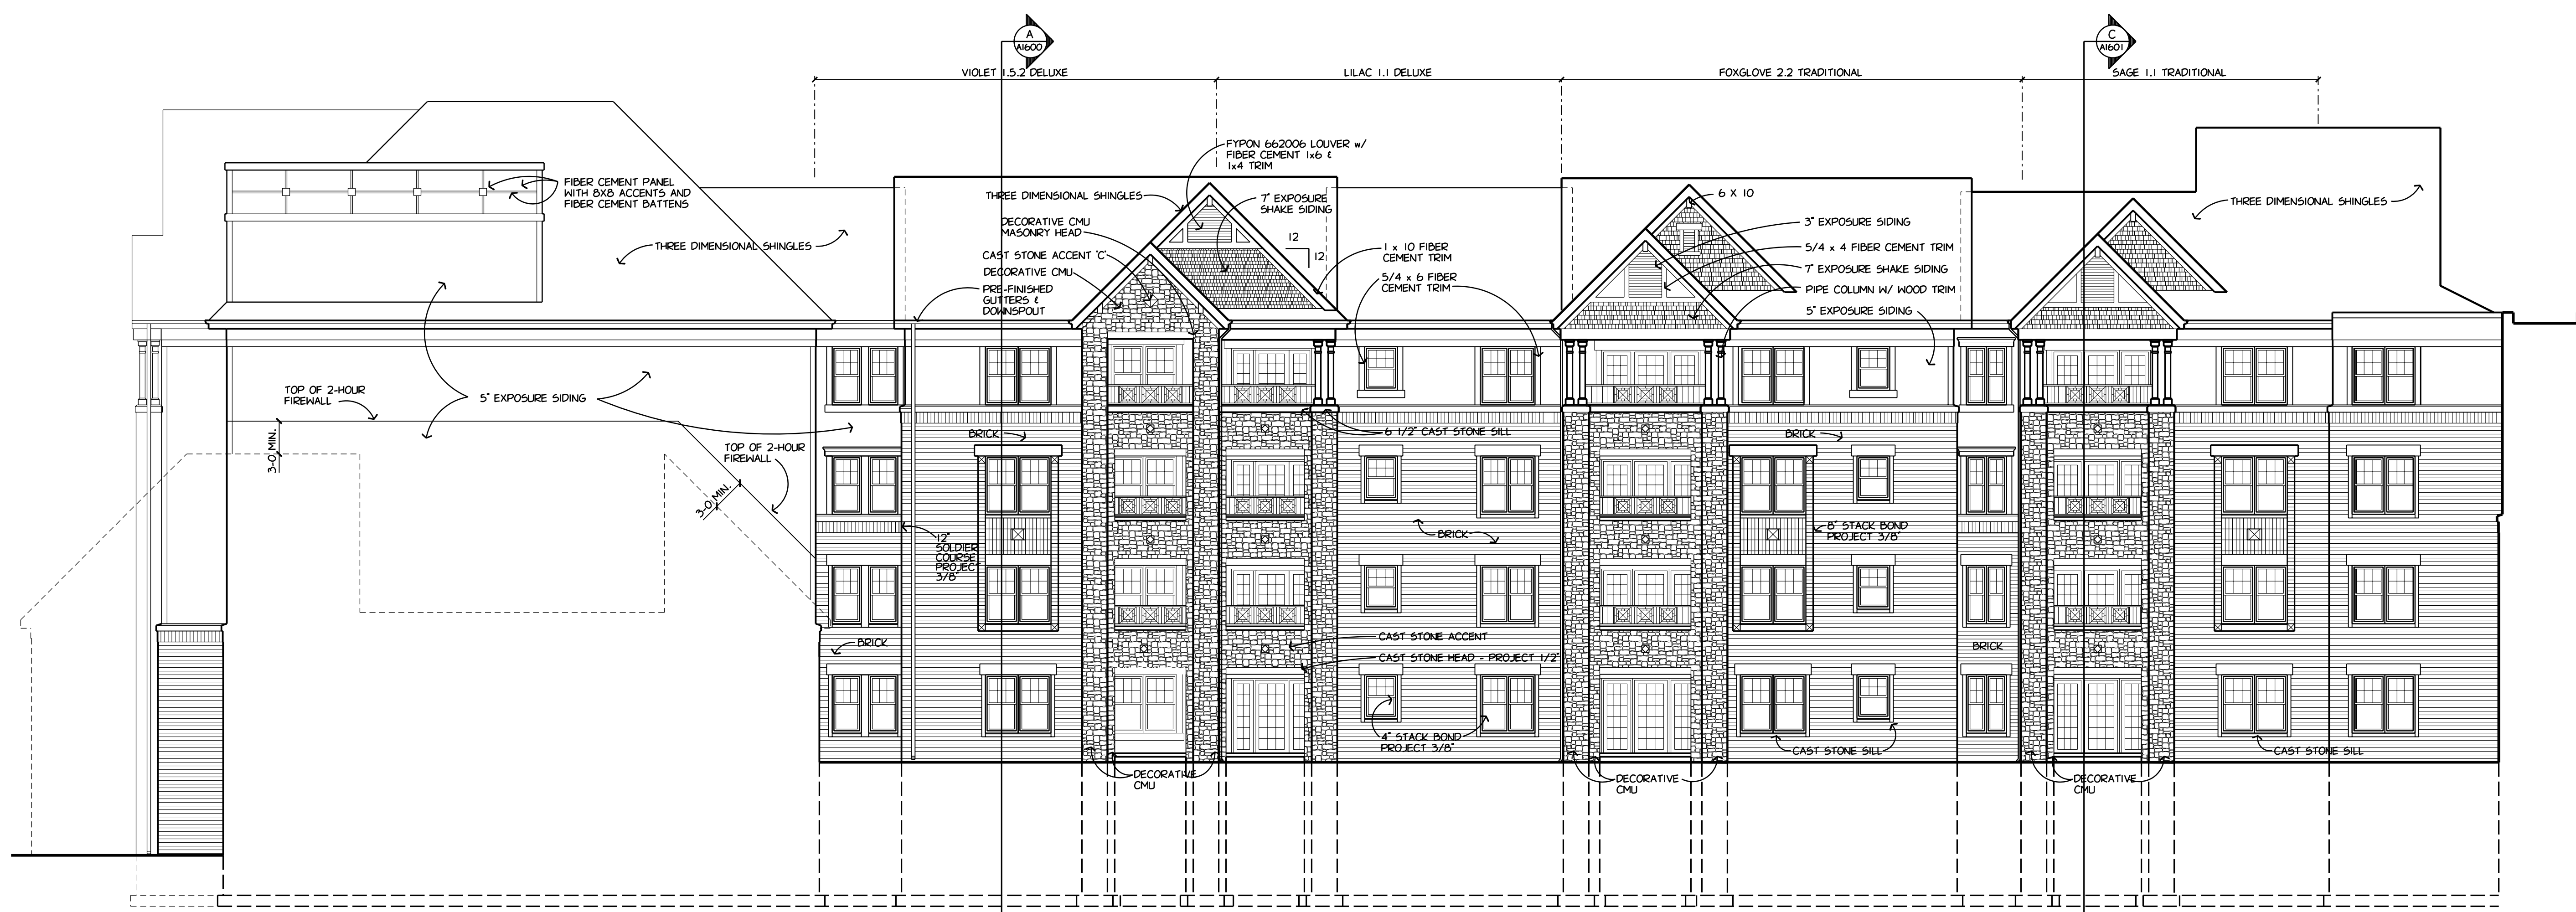 A
A1600
C
A1601
VIOLET 1.5.2 DELUXE
LILAC 1.1 DELUXE
FOXGLOVE 2.2 TRADITIONAL
SAGE 1.1 TRADITIONAL
FYPON 662006 LOUVER w/
FIBER CEMENT 1x6 &
1x4 TRIM
FIBER CEMENT PANEL
WITH 8X8 ACCENTS AND
FIBER CEMENT BATTENS
THREE DIMENSIONAL SHINGLES
7" EXPOSURE
SHAKE SIDING
6 X 10
THREE DIMENSIONAL SHINGLES
DECORATIVE CMU
MASONRY HEAD
3" EXPOSURE SIDING
THREE DIMENSIONAL SHINGLES
12
12
1 x 10 FIBER
CEMENT TRIM
5/4 x 4 FIBER CEMENT TRIM
CAST STONE ACCENT 'C'
DECORATIVE CMU
7" EXPOSURE SHAKE SIDING
5/4 x 6 FIBER
CEMENT TRIM
PRE-FINISHED
GUTTERS &
DOWNSPOUT
PIPE COLUMN W/ WOOD TRIM
5" EXPOSURE SIDING
TOP OF 2-HOUR
FIREWALL
5" EXPOSURE SIDING
3-0 MIN.
TOP OF 2-HOUR
FIREWALL
3-0 MIN.
BRICK
6 1/2" CAST STONE SILL
BRICK
12"
SOLDIER
COURSE
PROJECT
3/8"
BRICK
8" STACK BOND
PROJECT 3/8"
BRICK
CAST STONE ACCENT
CAST STONE HEAD - PROJECT 1/2"
BRICK
4" STACK BOND
PROJECT 3/8"
CAST STONE SILL
CAST STONE SILL
DECORATIVE
CMU
DECORATIVE
CMU
DECORATIVE
CMU